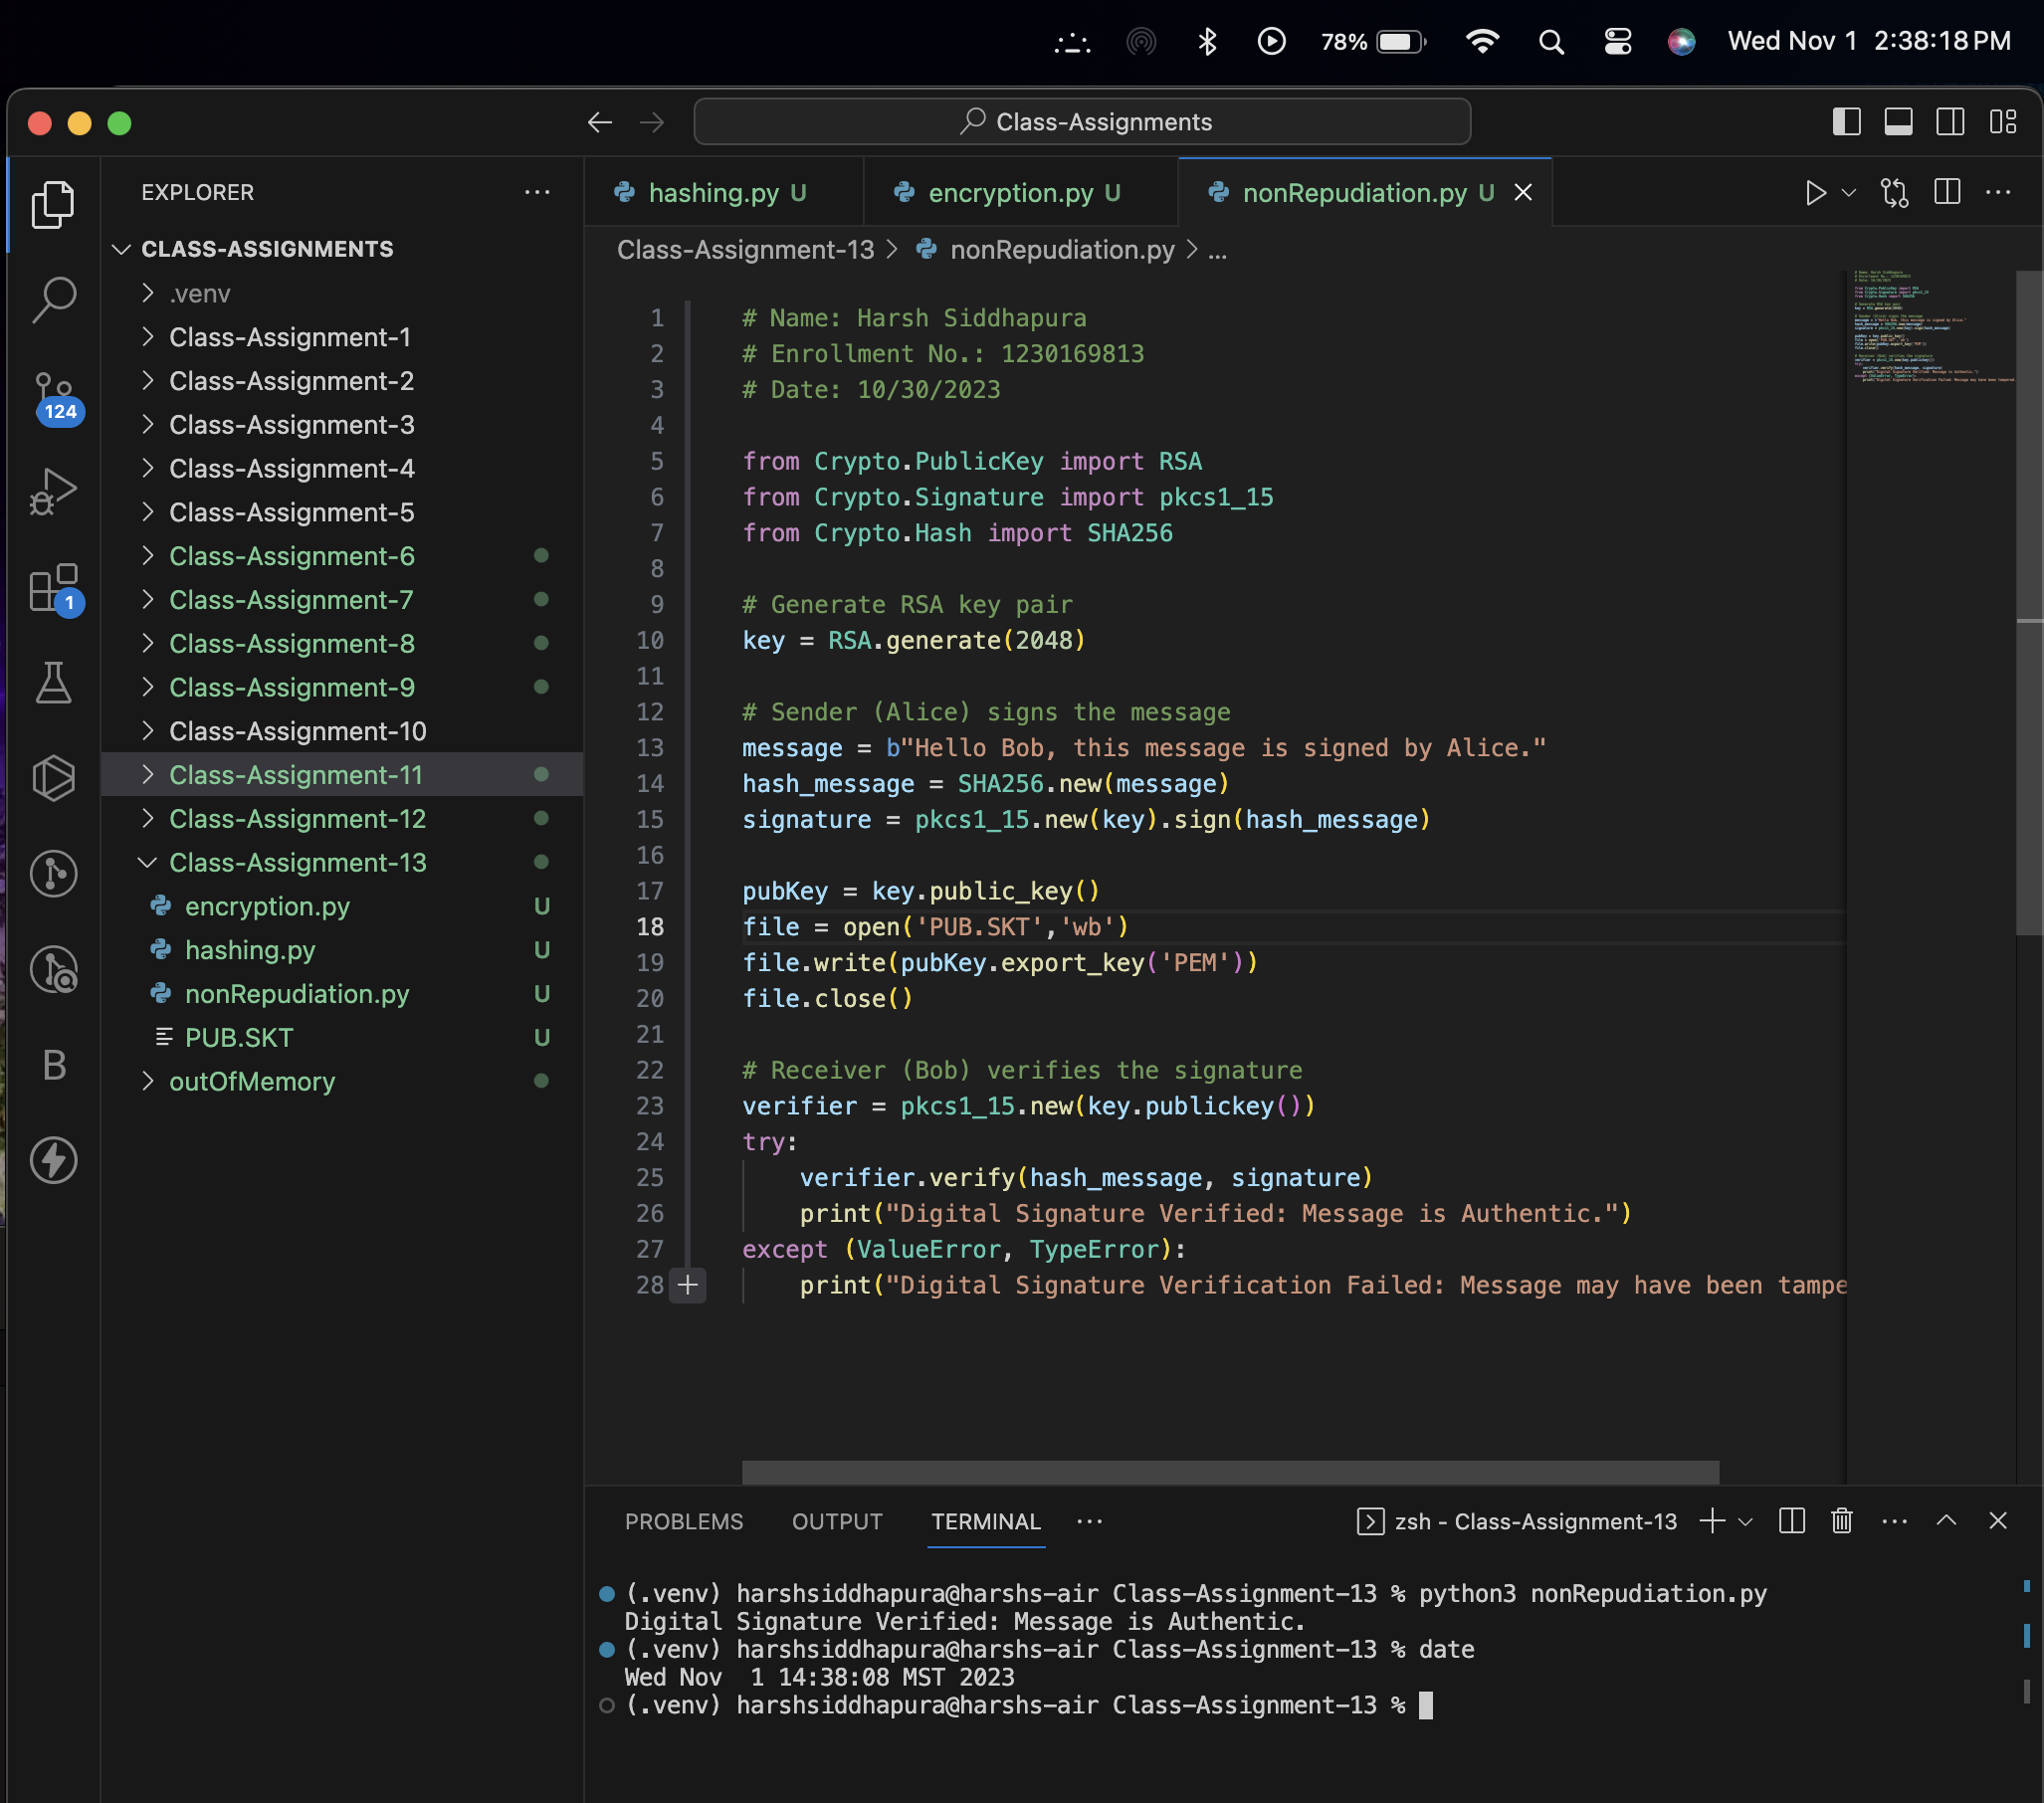 78% Wed Nov 1 2:38:18 PM
Class-Assignments
EXPLORER
CLASS-ASSIGNMENTS
.venv
Class-Assignment-1
Class-Assignment-2
Class-Assignment-3
Class-Assignment-4
Class-Assignment-5
Class-Assignment-6
Class-Assignment-7
Class-Assignment-8
Class-Assignment-9
Class-Assignment-10
Class-Assignment-11
Class-Assignment-12
Class-Assignment-13
encryption.py U
hashing.py U
nonRepudiation.py U
PUB.SKT U
outOfMemory
124
1
B
hashing.py U encryption.py U nonRepudiation.py U
Class-Assignment-13 > nonRepudiation.py > ...
1 # Name: Harsh Siddhapura
2 # Enrollment No.: 1230169813
3 # Date: 10/30/2023
4
5 from Crypto.PublicKey import RSA
6 from Crypto.Signature import pkcs1_15
7 from Crypto.Hash import SHA256
8
9 # Generate RSA key pair
10 key = RSA.generate(2048)
11
12 # Sender (Alice) signs the message
13 message = b"Hello Bob, this message is signed by Alice."
14 hash_message = SHA256.new(message)
15 signature = pkcs1_15.new(key).sign(hash_message)
16
17 pubKey = key.public_key()
18 file = open('PUB.SKT','wb')
19 file.write(pubKey.export_key('PEM'))
20 file.close()
21
22 # Receiver (Bob) verifies the signature
23 verifier = pkcs1_15.new(key.publickey())
24 try:
25 verifier.verify(hash_message, signature)
26 print("Digital Signature Verified: Message is Authentic.")
27 except (ValueError, TypeError):
28 print("Digital Signature Verification Failed: Message may have been tampe
PROBLEMS OUTPUT TERMINAL zsh - Class-Assignment-13
(.venv) harshsiddhapura@harshs-air Class-Assignment-13 % python3 nonRepudiation.py
Digital Signature Verified: Message is Authentic.
(.venv) harshsiddhapura@harshs-air Class-Assignment-13 % date
Wed Nov  1 14:38:08 MST 2023
(.venv) harshsiddhapura@harshs-air Class-Assignment-13 %